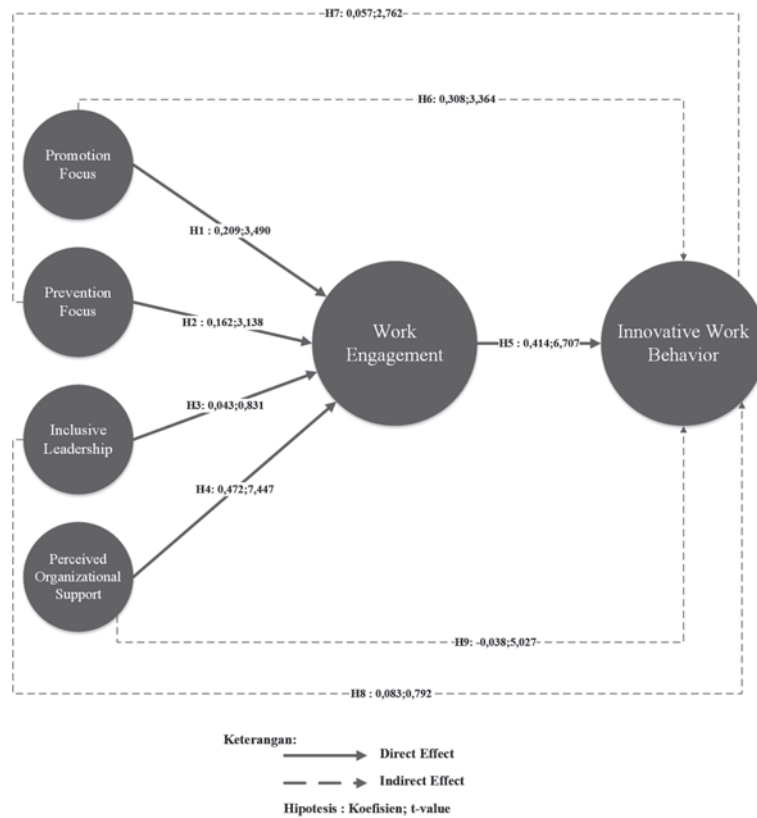 H7: 0,057;2,762
H6: 0,308;3,364
Promotion
Focus
H1 : 0,209;3,490
Prevention
Focus
H2 : 0,162;3,138
Work
Engagement
H5 : 0,414;6,707
Innovative Work
Behavior
Inclusive
Leadership
H3: 0,043;0,831
H4: 0,472;7,447
Perceived
Organizational
Support
H9: -0,038;5,027
H8 : 0,083;0,792
Keterangan:
Direct Effect
Indirect Effect
Hipotesis : Koefisien; t-value